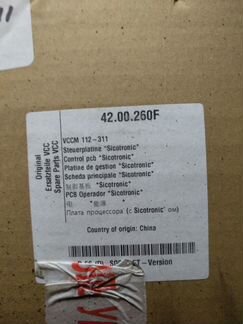 42.00.260F
Original
Ersatzteile VCC
Spare Parts VCC
VCCM 112-311
Steuerplatine "Sicotronic"
Control pcb "Sicotronic"
Platine de gestion "Sicotronic"
Scheda principale "Sicotronic"
"Sicotronic"
PCB Operador "Sicotronic"
Плата процессора (с Sicotronic' ом)
Country of origin: China
-Version